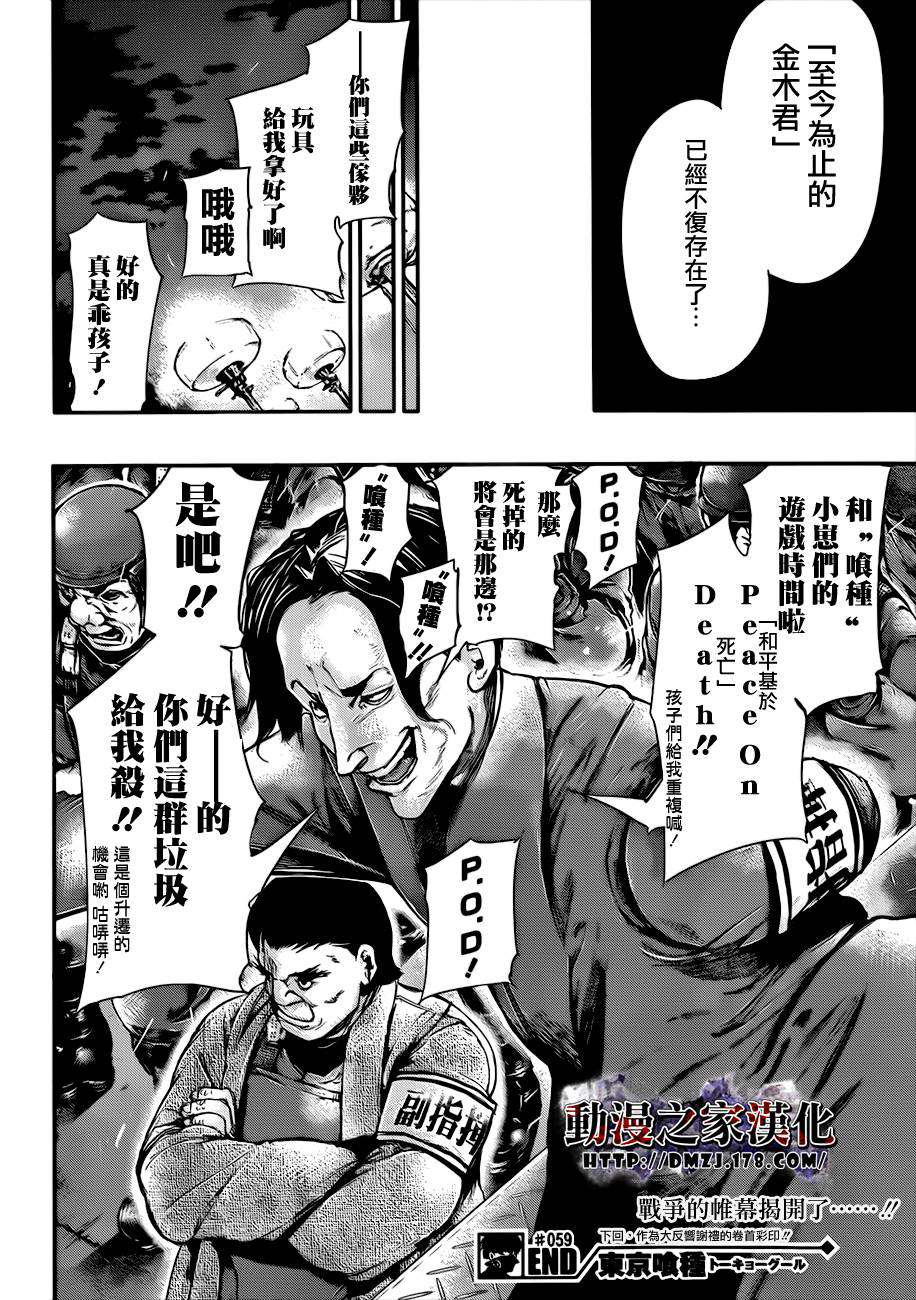 「至今為止的
金木君」
已經不復存在了…
──你們這些傢夥
玩具
給我拿好了啊
哦哦
好的
真是乖孩子！
和”喰種“
小崽們的
遊戲時間啦
Peace On
「和平基於
死亡」
Death!!
孩子們給我重複喊！
P.O.D!
那麼
死掉的
將會是那邊!?
“喰種”！
“喰種”!!
是吧!!
P.O.D!
好──的
你們這群垃圾
給我殺!!
這是個升遷的
機會喲 咕哢哢！
指揮
副指揮
動漫之家漢化
HTTP://DMZJ.178.COM/
戰爭的帷幕揭開了……!!
下回，作為大反響謝禮的卷首彩印!!
#059
END
東京喰種
トーキョーグール